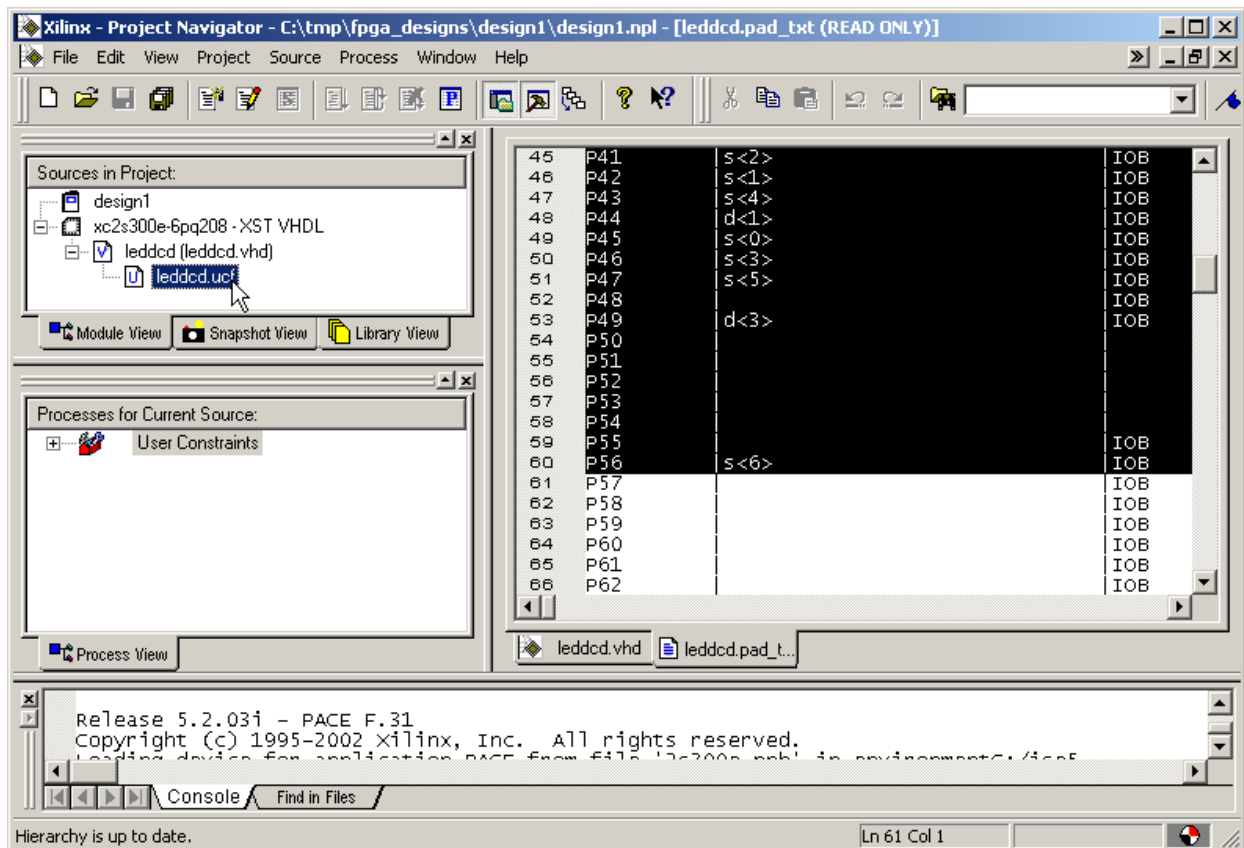 Xilinx - Project Navigator - C:\tmp\fpga_designs\design1\design1.npl - [leddcd.pad_txt (READ ONLY)]
File Edit View Project Source Process Window Help
Sources in Project:
design1
xc2s300e-6pq208 - XST VHDL
leddcd (leddcd.vhd)
leddcd.ucf
Module View Snapshot View Library View
Processes for Current Source:
User Constraints
Process View
45 P41 |s<2> |IOB
46 P42 |s<1> |IOB
47 P43 |s<4> |IOB
48 P44 |d<1> |IOB
49 P45 |s<0> |IOB
50 P46 |s<3> |IOB
51 P47 |s<5> |IOB
52 P48 | |IOB
53 P49 |d<3> |IOB
54 P50 | |
55 P51 | |
56 P52 | |
57 P53 | |
58 P54 | |
59 P55 | |IOB
60 P56 |s<6> |IOB
61 P57 | |IOB
62 P58 | |IOB
63 P59 | |IOB
64 P60 | |IOB
65 P61 | |IOB
66 P62 | |IOB
leddcd.vhd leddcd.pad_t...
Release 5.2.03i - PACE F.31
Copyright (c) 1995-2002 Xilinx, Inc. All rights reserved.
Loading device for application PACE from file
Console Find in Files
Hierarchy is up to date. Ln 61 Col 1